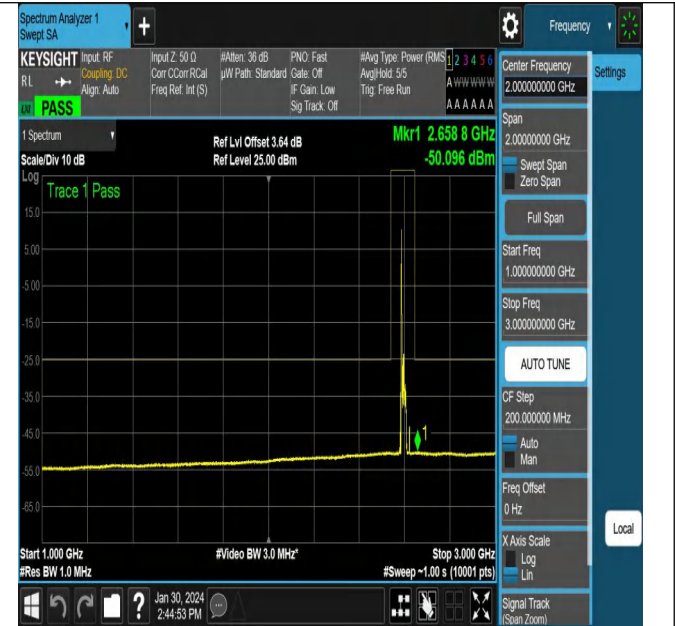 Spectrum Analyzer 1
Swept SA
+
Frequency
KEYSIGHT
RL
LXI PASS
Input: RF
Coupling: DC
Align: Auto
Input Z: 50 Ω
Corr CCorr RCal
Freq Ref: Int (S)
#Atten: 36 dB
µW Path: Standard
PNO: Fast
Gate: Off
IF Gain: Low
Sig Track: Off
#Avg Type: Power (RMS
Avg|Hold: 5/5
Trig: Free Run
1 2 3 4 5 6
A W W W W W
A A A A A A
1 Spectrum
Scale/Div 10 dB
Ref Lvl Offset 3.64 dB
Ref Level 25.00 dBm
Mkr1 2.658 8 GHz
-50.096 dBm
Log
Trace 1 Pass
15.0
5.00
-5.00
-15.0
-25.0
-35.0
-45.0
-55.0
-65.0
1
Start 1.000 GHz
#Res BW 1.0 MHz
#Video BW 3.0 MHz*
Stop 3.000 GHz
#Sweep ~1.00 s (10001 pts)
Center Frequency
2.000000000 GHz
Settings
Span
2.00000000 GHz
Swept Span
Zero Span
Full Span
Start Freq
1.000000000 GHz
Stop Freq
3.000000000 GHz
AUTO TUNE
CF Step
200.000000 MHz
Auto
Man
Freq Offset
0 Hz
X Axis Scale
Log
Lin
Local
Signal Track
(Span Zoom)
?
Jan 30, 2024
2:44:53 PM